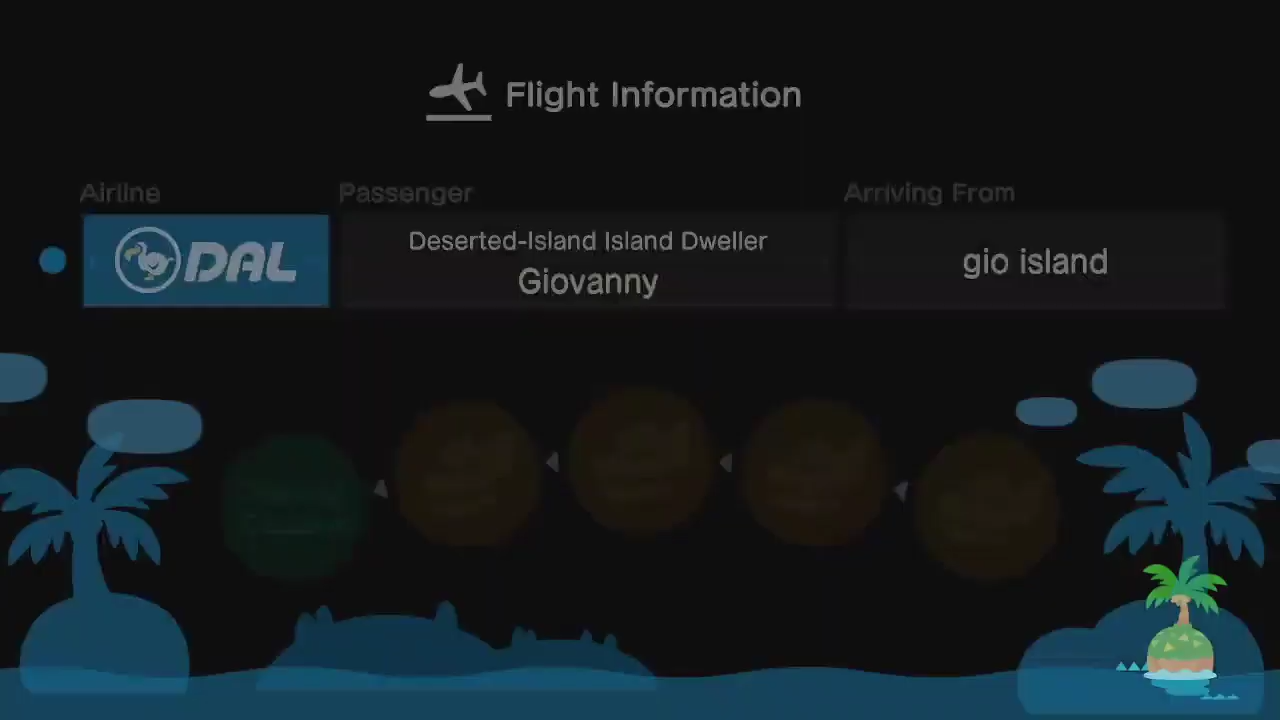 Flight Information
Airline
Passenger
Arriving From
DAL
Deserted-Island Island Dweller
Giovanny
gio island